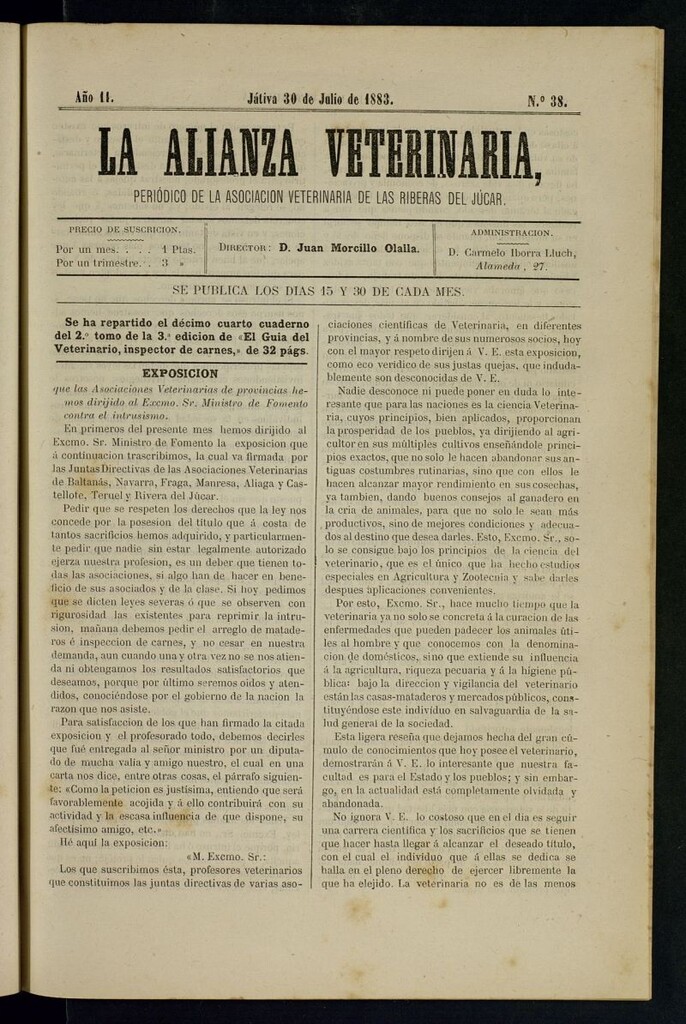 Año II.
Játiva 30 de Julio de 1883.
N.º 38.
LA ALIANZA VETERINARIA,
PERIÓDICO DE LA ASOCIACION VETERINARIA DE LAS RIBERAS DEL JÚCAR.
PRECIO DE SUSCRICION.
Por un mes. . . . 1 Ptas.
Por un trimestre. . 3 »
DIRECTOR: D. Juan Morcillo Olalla.
ADMINISTRACION.
D. Carmelo Iborra Lluch,
Alameda, 27.
SE PUBLICA LOS DIAS 15 Y 30 DE CADA MES.
Se ha repartido el décimo cuarto cuaderno
del 2.º tomo de la 3.ª edicion de «El Guia del
Veterinario, inspector de carnes,» de 32 págs.
EXPOSICION
que las Asociaciones Veterinarias de provincias he-
mos dirijido al Excmo. Sr. Ministro de Fomento
contra el intrusismo.
En primeros del presente mes hemos dirijido al
Excmo. Sr. Ministro de Fomento la exposicion que
á continuacion trascribimos, la cual va firmada por
las Juntas Directivas de las Asociaciones Veterinarias
de Baltanás, Navarra, Fraga, Manresa, Aliaga y Cas-
tellote, Teruel y Rivera del Júcar.
Pedir que se respeten los derechos que la ley nos
concede por la posesion del título que á costa de
tantos sacrificios hemos adquirido, y particularmen-
te pedir que nadie sin estar legalmente autorizado
ejerza nuestra profesion, es un deber que tienen to-
das las asociaciones, si algo han de hacer en bene-
ficio de sus asociados y de la clase. Si hoy pedimos
que se dicten leyes severas ó que se observen con
rigurosidad las existentes para reprimir la intru-
sion, mañana debemos pedir el arreglo de matade-
ros é inspeccion de carnes, y no cesar en nuestra
demanda, aun cuando una y otra vez no se nos atien-
da ni obtengamos los resultados satisfactorios que
deseamos, porque por último seremos oidos y aten-
didos, conociéndose por el gobierno de la nacion la
razon que nos asiste.
Para satisfaccion de los que han firmado la citada
exposicion y el profesorado todo, debemos decirles
que fué entregada al señor ministro por un diputa-
do de mucha valia y amigo nuestro, el cual en una
carta nos dice, entre otras cosas, el párrafo siguien-
te: «Como la peticion es justísima, entiendo que será
favorablemente acojida y á ello contribuirá con su
actividad y la escasa influencia de que dispone, su
afectísimo amigo, etc.»
Hé aquí la exposicion:
«M. Excmo. Sr.:
Los que suscribimos ésta, profesores veterinarios
que constituimos las juntas directivas de varias aso-
ciaciones cientificas de Veterinaria, en diferentes
provincias, y á nombre de sus numerosos socios, hoy
con el mayor respeto dirijen á V. E. esta exposicion,
como eco verídico de sus justas quejas, que induda-
blemente son desconocidas de V. E.
Nadie desconoce ni puede poner en duda lo inte-
resante que para las naciones es la ciencia Veterina-
ria, cuyos principios, bien aplicados, proporcionan
la prosperidad de los pueblos, ya dirijiendo al agri-
cultor en sus múltiples cultivos enseñándole princi-
pios exactos, que no solo le hacen abandonar sus an-
tiguas costumbres rutinarias, sino que con ellos le
hacen alcanzar mayor rendimiento en sus cosechas,
ya tambien, dando buenos consejos al ganadero en
la cria de animales, para que no solo le sean mas
productivos, sino de mejores condiciones y adecua-
dos al destino que desea darles. Esto, Excmo. Sr., so-
lo se consigue bajo los principios de la ciencia del
veterinario, que es el único que ha hecho estudios
especiales en Agricultura y Zootecnia y sabe darles
despues aplicaciones convenientes.
Por esto, Excmo. Sr., hace mucho tiempo que la
veterinaria ya no solo se concreta á la curacion de las
enfermedades que pueden padecer los animales úti-
les al hombre y que conocemos con la denomina-
cion de domésticos, sino que extiende su influencia
á la agricultura, riqueza pecuaria y á la higiene pú-
blica: bajo la direccion y vigilancia del veterinario
están las casas-mataderos y mercados públicos, cons-
tituyéndose este individuo en salvaguardia de la sa-
lud general de la sociedad.
Esta ligera reseña que dejamos hecha del gran cú-
mulo de conocimientos que hoy posee el veterinario,
demostrarán á V. E. lo interesante que nuestra fa-
cultad es para el Estado y los pueblos; y sin embar-
go, en la actualidad está completamente olvidada y
abandonada.
No ignora V. E. lo costoso que en el dia es seguir
una carrera científica y los sacrificios que se tienen
que hacer hasta llegar á alcanzar el deseado título,
con el cual el individuo que á ellas se dedica se
halla en el pleno derecho de ejercer libremente la
que ha elejido. La veterinaria no es de las menos